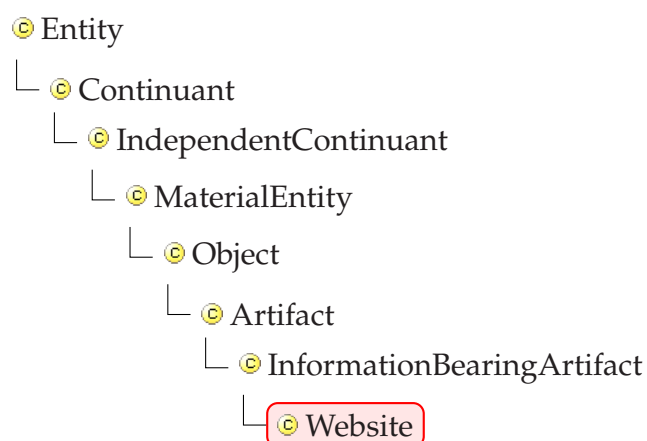 Entity
Continuant
IndependentContinuant
MaterialEntity
Object
Artifact
InformationBearingArtifact
Website